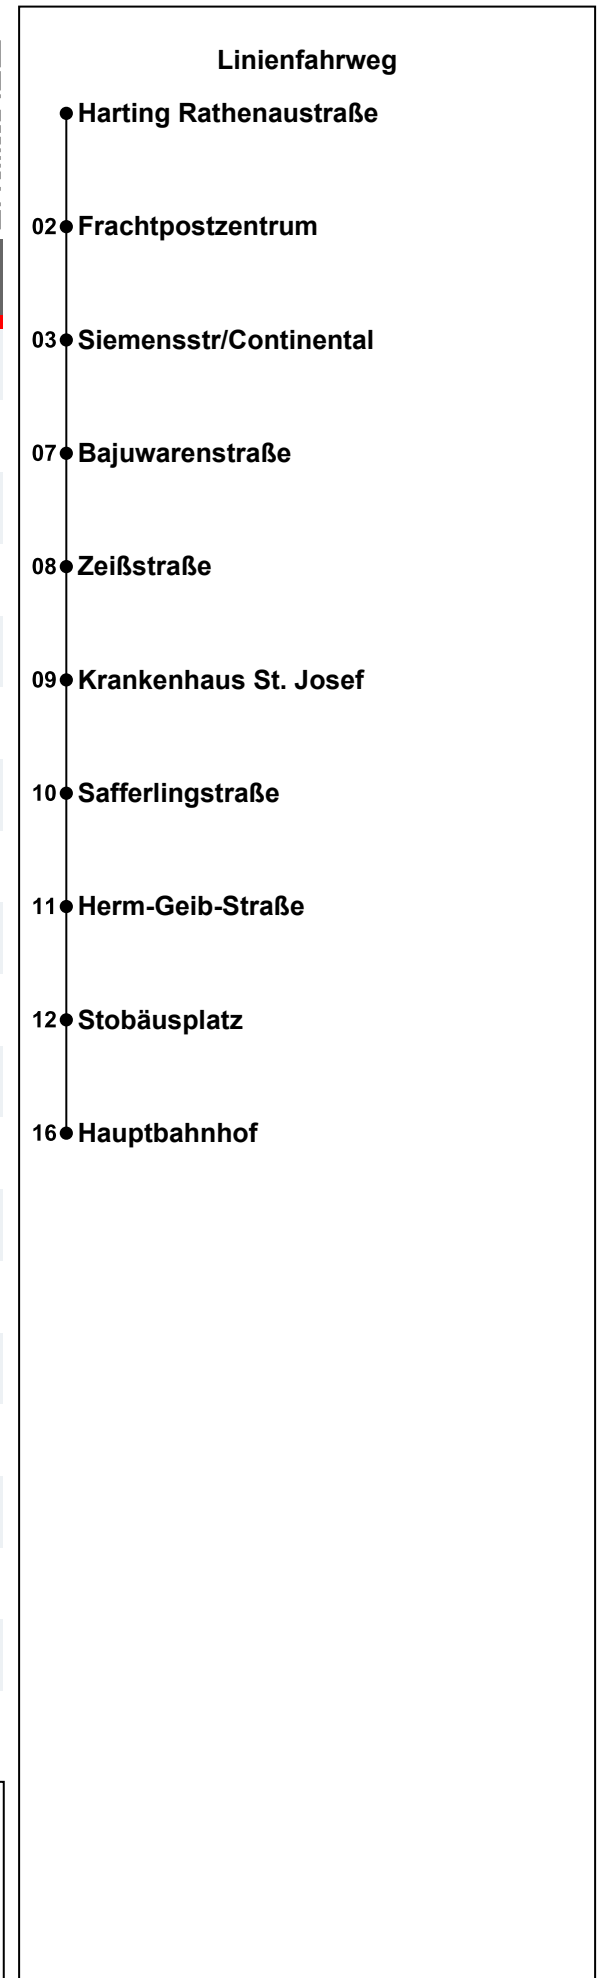 Linienfahrweg
Harting Rathenaustraße
02 Frachtpostzentrum
03 Siemensstr/Continental
07 Bajuwarenstraße
08 Zeißstraße
09 Krankenhaus St. Josef
10 Safferlingstraße
11 Herm-Geib-Straße
12 Stobäusplatz
16 Hauptbahnhof